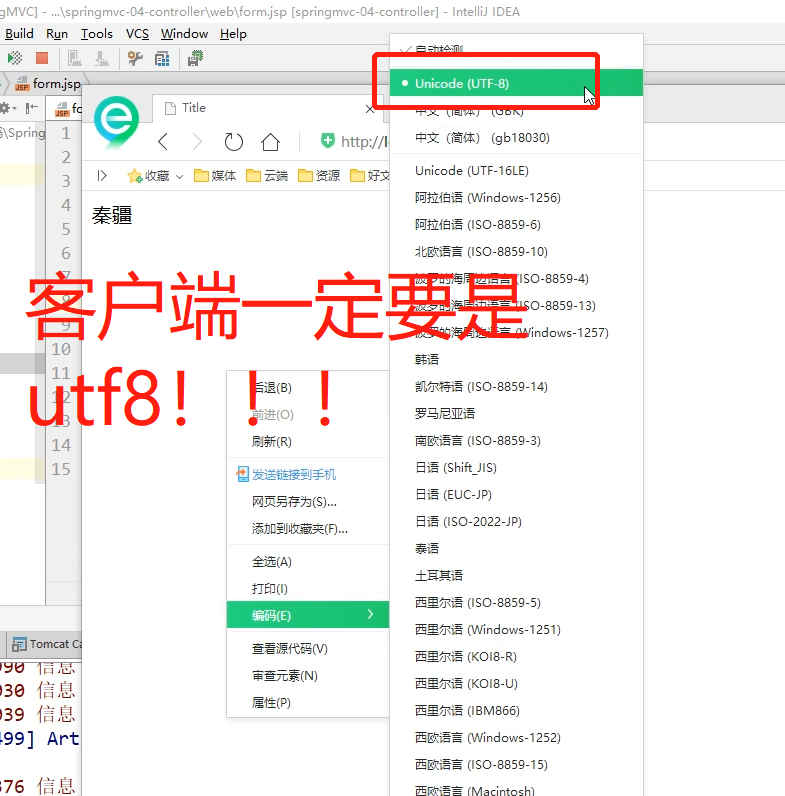 gMVC] - ...\springmvc-04-controller\web\form.jsp [springmvc-04-controller] - IntelliJ IDEA
Build Run Tools VCS Window Help
form.jsp
Title
http://l
收藏 媒体 云端 资源 好文
\Spring
秦疆
客户端一定要是
utf8！！！
1
2
3
4
5
6
7
8
9
10
11
12
13
14
15
后退(B)
前进(O)
刷新(R)
发送链接到手机
网页另存为(S)...
添加到收藏夹(F)...
全选(A)
打印(I)
编码(E)
查看源代码(V)
审查元素(N)
属性(P)
自动检测
Unicode (UTF-8)
中文（简体） (GBK)
中文（简体） (gb18030)
Unicode (UTF-16LE)
阿拉伯语 (Windows-1256)
阿拉伯语 (ISO-8859-6)
北欧语言 (ISO-8859-10)
波罗的海周边语言 (ISO-8859-4)
波罗的海周边语言 (ISO-8859-13)
波罗的海周边语言 (Windows-1257)
韩语
凯尔特语 (ISO-8859-14)
罗马尼亚语
南欧语言 (ISO-8859-3)
日语 (Shift_JIS)
日语 (EUC-JP)
日语 (ISO-2022-JP)
泰语
土耳其语
西里尔语 (ISO-8859-5)
西里尔语 (Windows-1251)
西里尔语 (KOI8-R)
西里尔语 (KOI8-U)
西里尔语 (IBM866)
西欧语言 (Windows-1252)
西欧语言 (ISO-8859-15)
西欧语言 (Macintosh)
Tomcat Ca
990 信息
030 信息
039 信息
499] Art
376 信息